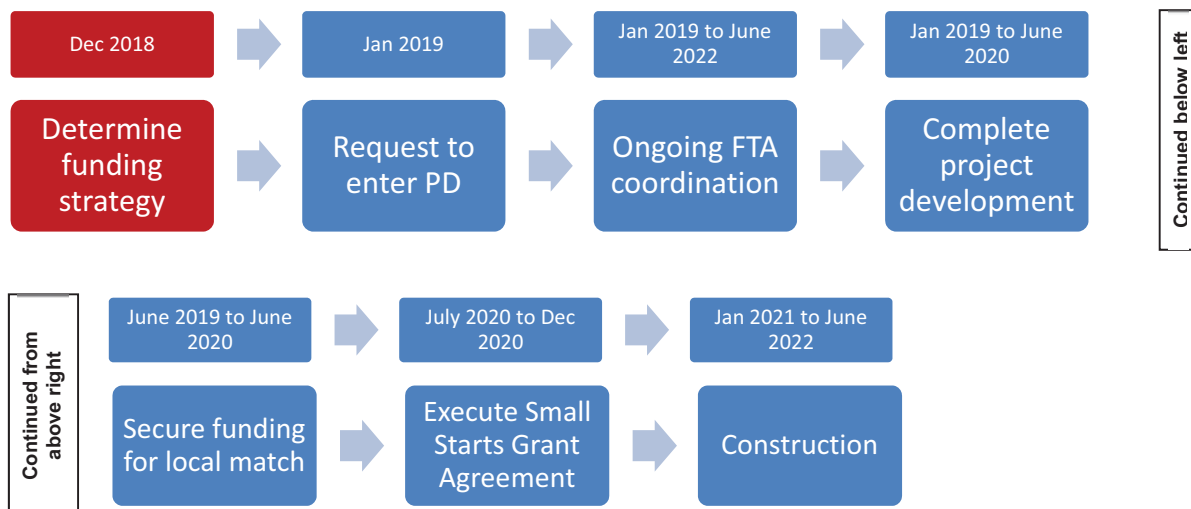 Dec 2018
Jan 2019
Jan 2019 to June
2022
Jan 2019 to June
2020
Determine
funding
strategy
Request to
enter PD
Ongoing FTA
coordination
Complete
project
development
Continued below left
Continued from
above right
June 2019 to June
2020
July 2020 to Dec
2020
Jan 2021 to June
2022
Secure funding
for local match
Execute Small
Starts Grant
Agreement
Construction